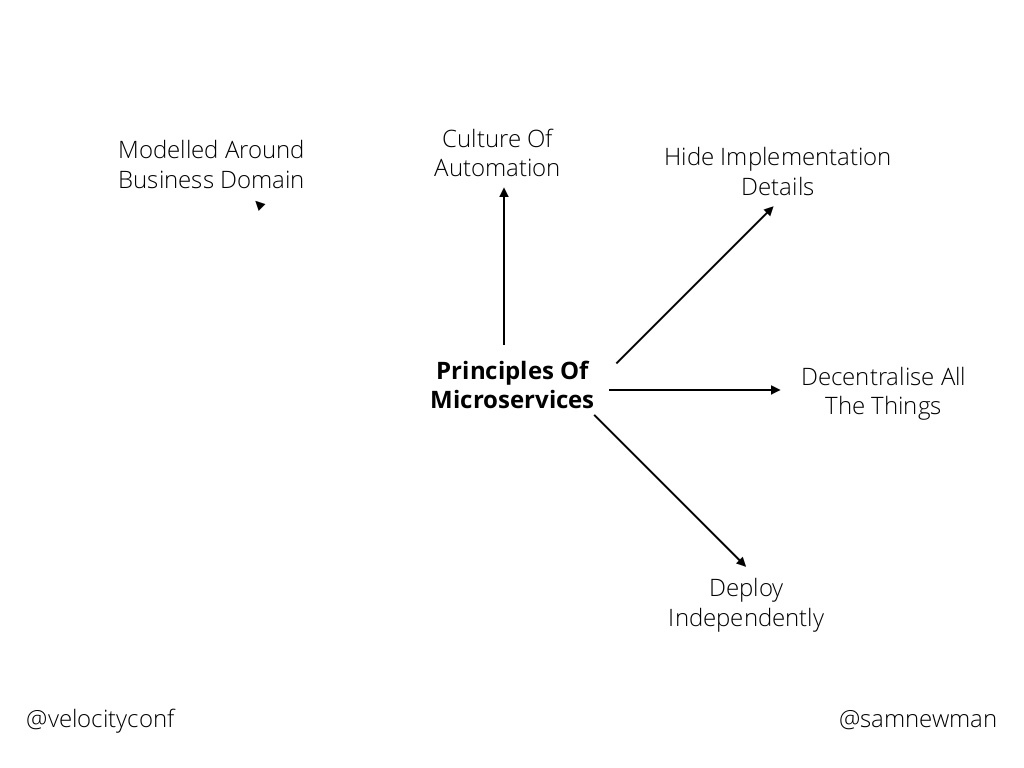 Modelled Around
Business Domain
Culture Of
Automation
Hide Implementation
Details
Principles Of
Microservices
Decentralise All
The Things
Deploy
Independently
@velocityconf
@samnewman